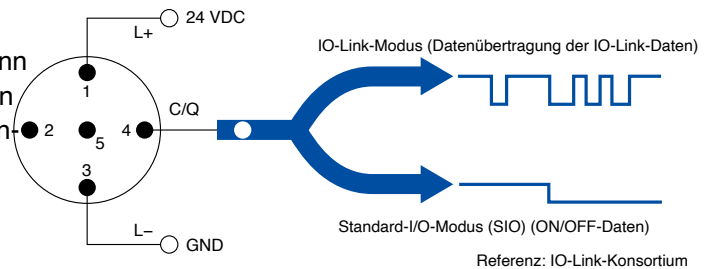 24 VDC
L+
IO-Link-Modus (Datenübertragung der IO-Link-Daten)
nn
n
n-
1
C/Q
2
5
4
3
L–
GND
Standard-I/O-Modus (SIO) (ON/OFF-Daten)
Referenz: IO-Link-Konsortium